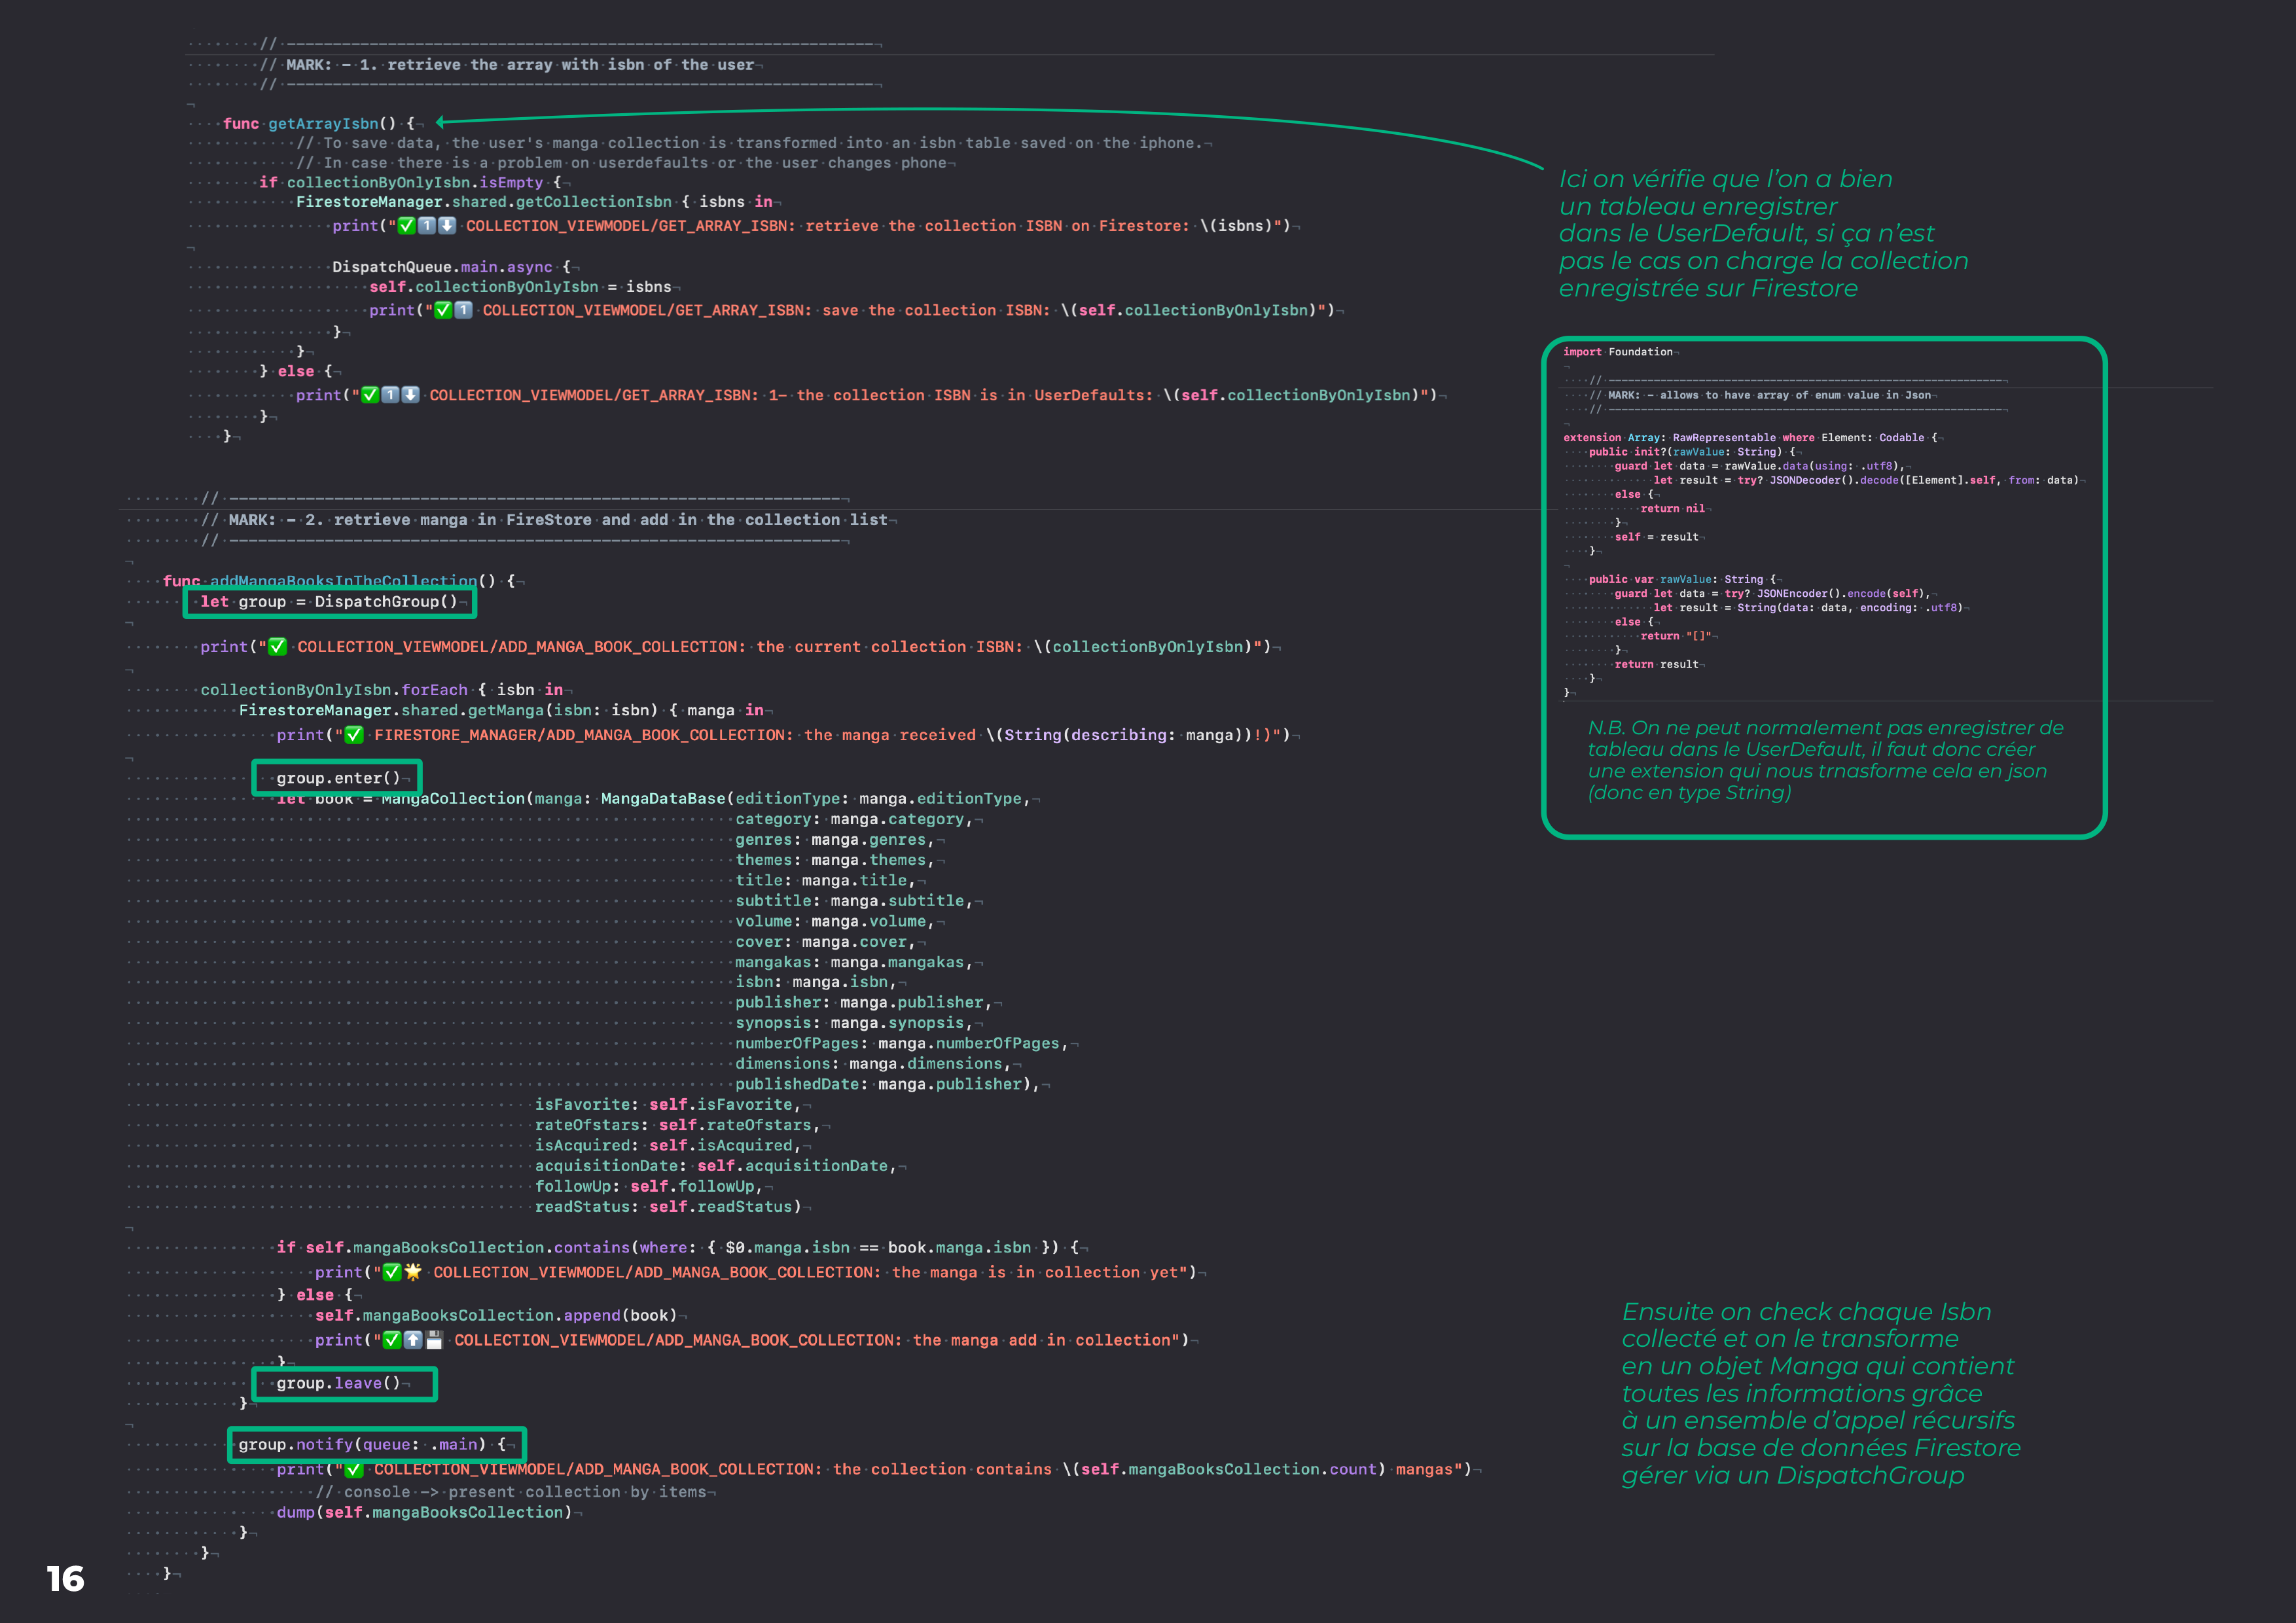 // ----------------------------------------------------------------
// MARK: - 1. retrieve the array with isbn of the user
// ----------------------------------------------------------------
func getArrayIsbn() {
// To save data, the user's manga collection is transformed into an isbn table saved on the iphone.
// In case there is a problem on userdefaults or the user changes phone
if collectionByOnlyIsbn.isEmpty {
FirestoreManager.shared.getCollectionIsbn { isbns in
print("✅1️⃣⬇️ COLLECTION_VIEWMODEL/GET_ARRAY_ISBN: retrieve the collection ISBN on Firestore: \(isbns)")
DispatchQueue.main.async {
self.collectionByOnlyIsbn = isbns
print("✅1️⃣ COLLECTION_VIEWMODEL/GET_ARRAY_ISBN: save the collection ISBN: \(self.collectionByOnlyIsbn)")
}
}
} else {
print("✅1️⃣⬇️ COLLECTION_VIEWMODEL/GET_ARRAY_ISBN: 1- the collection ISBN is in UserDefaults: \(self.collectionByOnlyIsbn)")
}
}
Ici on vérifie que l'on a bien
un tableau enregistrer
dans le UserDefault, si ça n'est
pas le cas on charge la collection
enregistrée sur Firestore
import Foundation
// ----------------------------------------------------------------
// MARK: - allows to have array of enum value in Json
// ----------------------------------------------------------------
extension Array: RawRepresentable where Element: Codable {
public init?(rawValue: String) {
guard let data = rawValue.data(using: .utf8),
let result = try? JSONDecoder().decode([Element].self, from: data)
else {
return nil
}
self = result
}
public var rawValue: String {
guard let data = try? JSONEncoder().encode(self),
let result = String(data: data, encoding: .utf8)
else {
return "[]"
}
return result
}
}
N.B. On ne peut normalement pas enregistrer de
tableau dans le UserDefault, il faut donc créer
une extension qui nous trnasforme cela en json
(donc en type String)
// ----------------------------------------------------------------
// MARK: - 2. retrieve manga in FireStore and add in the collection list
// ----------------------------------------------------------------
func addMangaBooksInTheCollection() {
let group = DispatchGroup()
print("✅ COLLECTION_VIEWMODEL/ADD_MANGA_BOOK_COLLECTION: the current collection ISBN: \(collectionByOnlyIsbn)")
collectionByOnlyIsbn.forEach { isbn in
FirestoreManager.shared.getManga(isbn: isbn) { manga in
print("✅ FIRESTORE_MANAGER/ADD_MANGA_BOOK_COLLECTION: the manga received \(String(describing: manga))!)")
group.enter()
let book = MangaCollection(manga: MangaDataBase(editionType: manga.editionType,
category: manga.category,
genres: manga.genres,
themes: manga.themes,
title: manga.title,
subtitle: manga.subtitle,
volume: manga.volume,
cover: manga.cover,
mangakas: manga.mangakas,
isbn: manga.isbn,
publisher: manga.publisher,
synopsis: manga.synopsis,
numberOfPages: manga.numberOfPages,
dimensions: manga.dimensions,
publishedDate: manga.publisher),
isFavorite: self.isFavorite,
rateOfstars: self.rateOfstars,
isAcquired: self.isAcquired,
acquisitionDate: self.acquisitionDate,
followUp: self.followUp,
readStatus: self.readStatus)
if self.mangaBooksCollection.contains(where: { $0.manga.isbn == book.manga.isbn }) {
print("✅🌟 COLLECTION_VIEWMODEL/ADD_MANGA_BOOK_COLLECTION: the manga is in collection yet")
} else {
self.mangaBooksCollection.append(book)
print("✅⬆️💾 COLLECTION_VIEWMODEL/ADD_MANGA_BOOK_COLLECTION: the manga add in collection")
}
group.leave()
}
group.notify(queue: .main) {
print("✅ COLLECTION_VIEWMODEL/ADD_MANGA_BOOK_COLLECTION: the collection contains \(self.mangaBooksCollection.count) mangas")
// console -> present collection by items
dump(self.mangaBooksCollection)
}
}
}
Ensuite on check chaque Isbn
collecté et on le transforme
en un objet Manga qui contient
toutes les informations grâce
à un ensemble d'appel récursifs
sur la base de données Firestore
gérer via un DispatchGroup
16